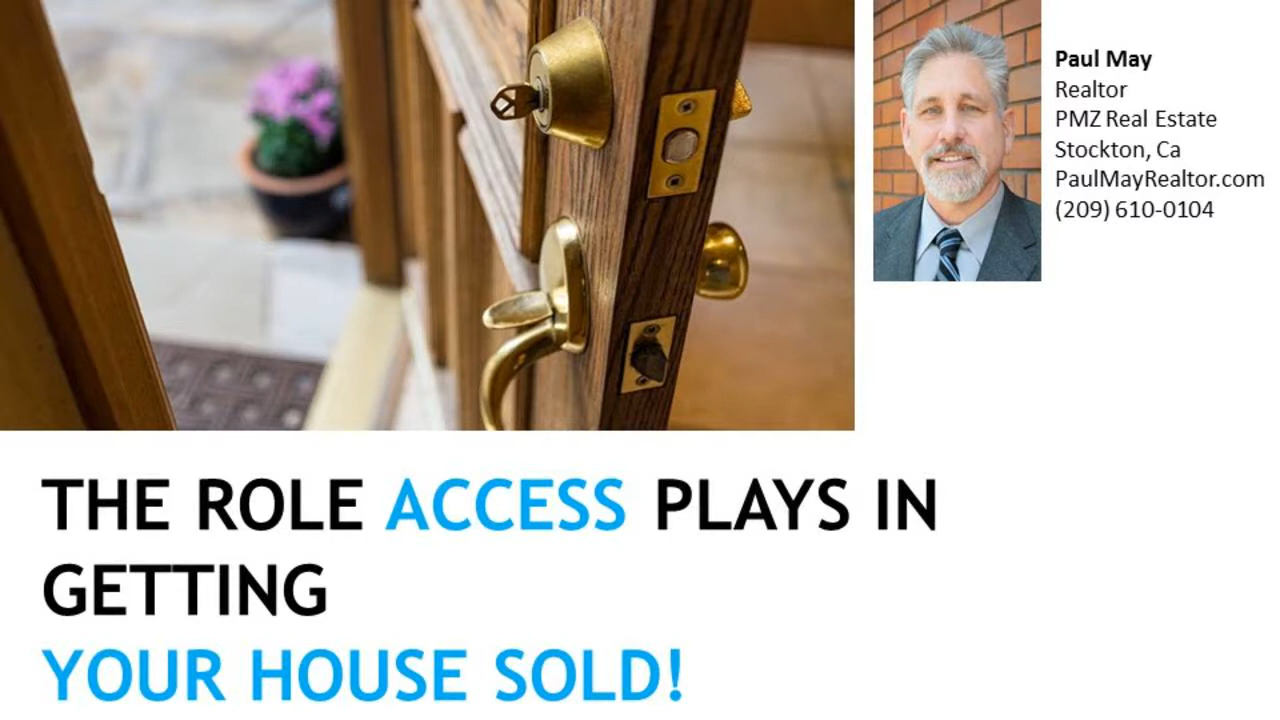 Paul May
Realtor
PMZ Real Estate
Stockton, Ca
PaulMayRealtor.com
(209) 610-0104
THE ROLE ACCESS PLAYS IN
GETTING
YOUR HOUSE SOLD!